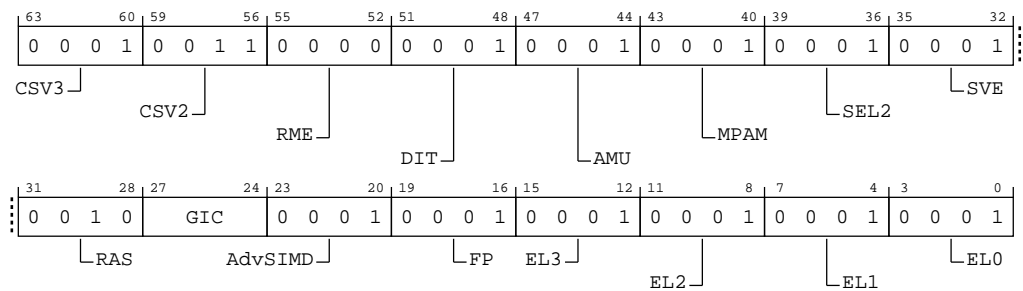 63 60 59 56 55 52 51 48 47 44 43 40 39 36 35 32
0 0 0 1 0 0 1 1 0 0 0 0 0 0 0 1 0 0 0 1 0 0 0 1 0 0 0 1 0 0 0 1
CSV3 SVE
CSV2 SEL2
RME MPAM
DIT AMU
31 28 27 24 23 20 19 16 15 12 11 8 7 4 3 0
0 0 1 0 GIC 0 0 0 1 0 0 0 1 0 0 0 1 0 0 0 1 0 0 0 1 0 0 0 1
RAS AdvSIMD FP EL3 EL0
EL2 EL1